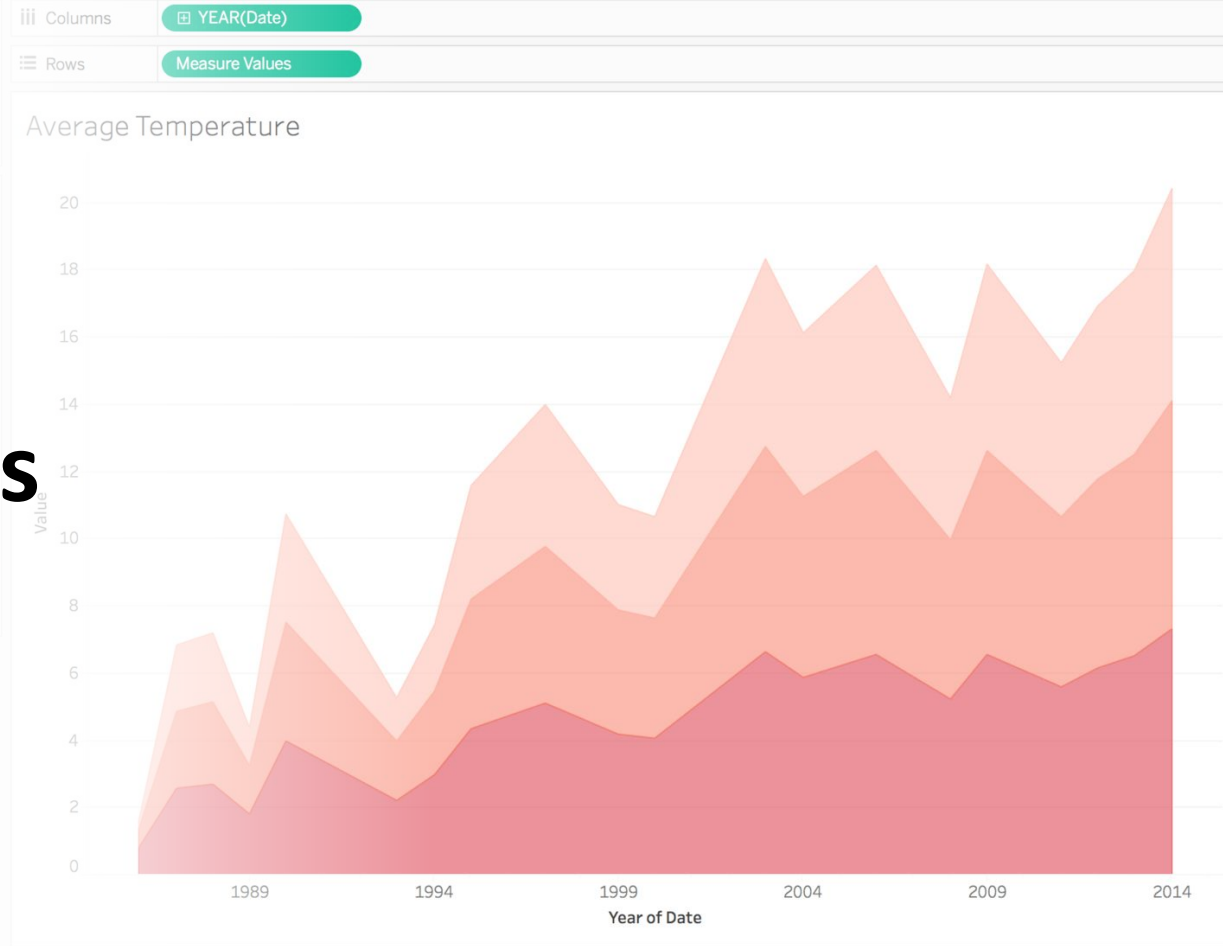 Columns
YEAR(Date)
Rows
Measure Values
Average Temperature
20
18
16
14
12
s
Value
10
8
6
4
2
0
1989 1994 1999 2004 2009 2014
Year of Date